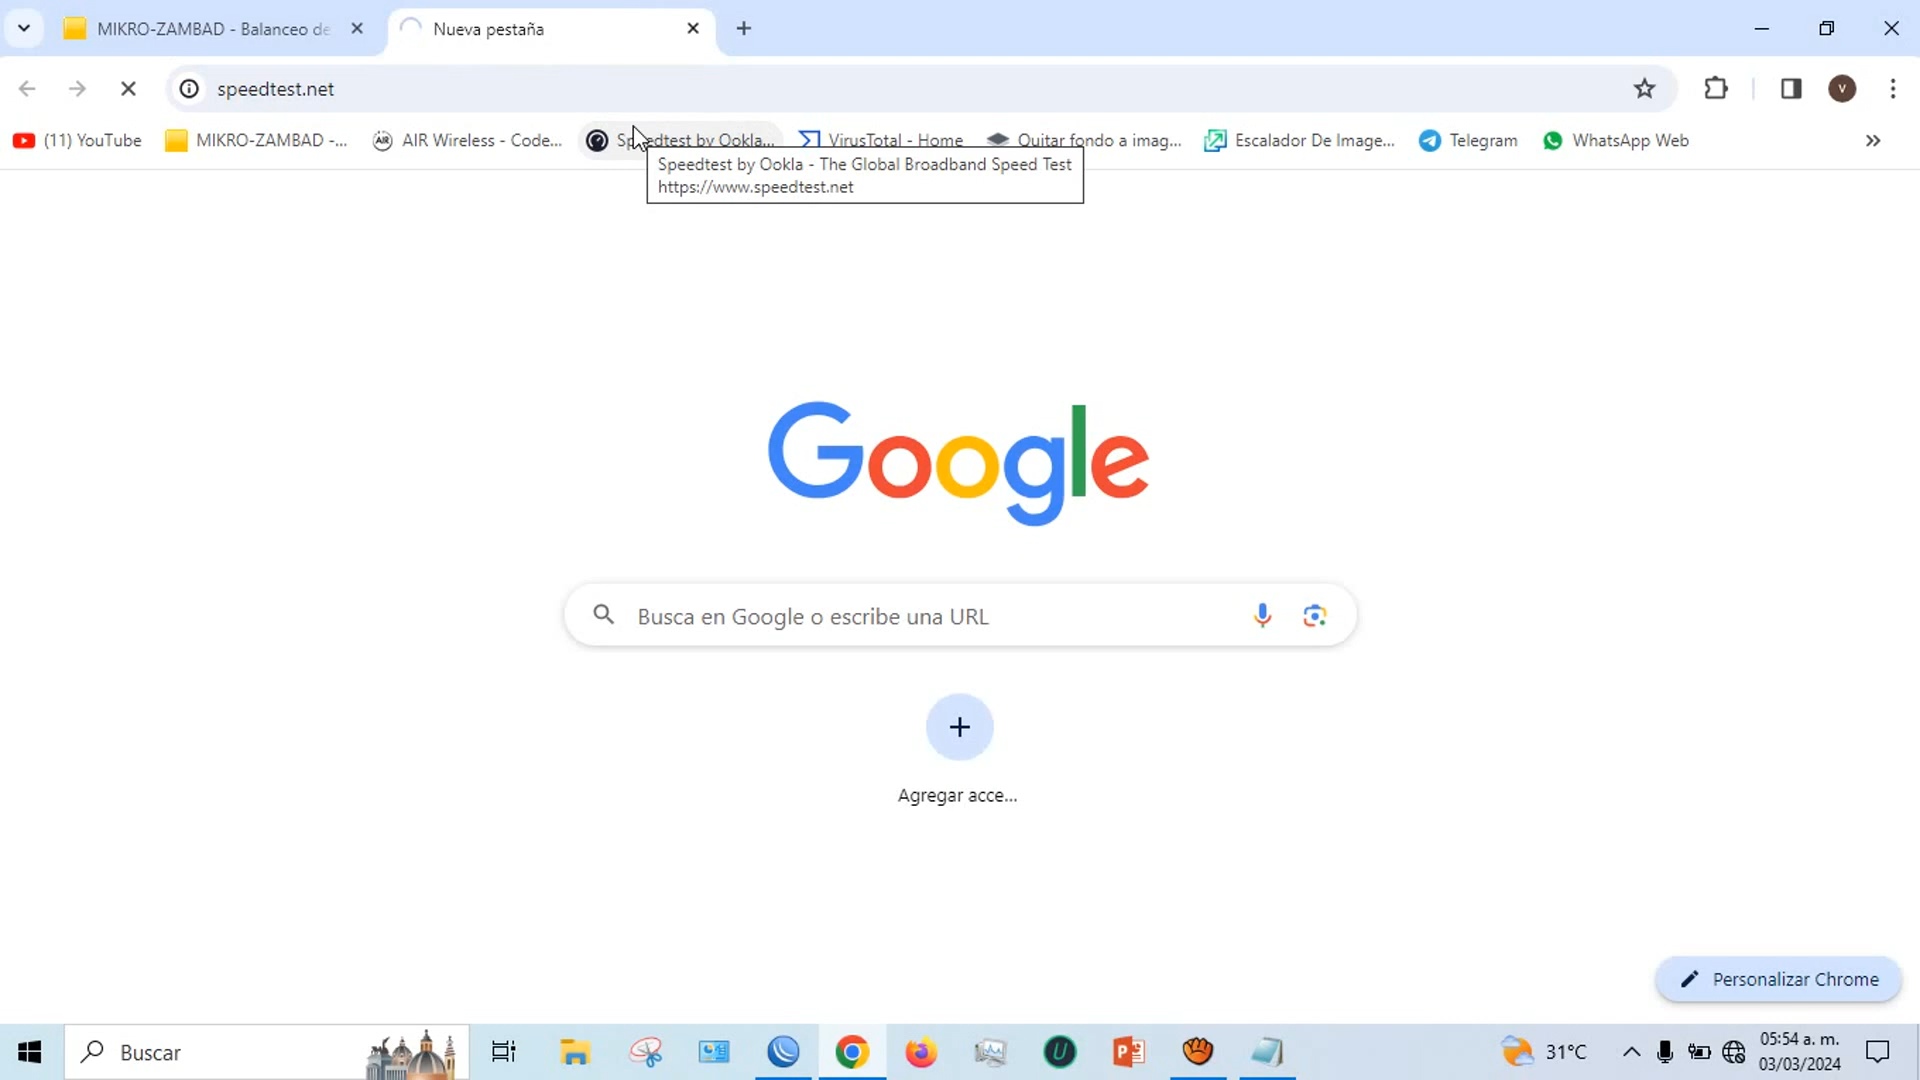 MIKRO-ZAMBAD - Balanceo de
Nueva pestaña
speedtest.net
V
(11) YouTube
MIKRO-ZAMBAD -...
AIR Wireless - Code...
Speedtest by Ookla...
VirusTotal - Home
Quitar fondo a imag...
Escalador De Image...
Telegram
WhatsApp Web
Speedtest by Ookla - The Global Broadband Speed Test
https://www.speedtest.net
Google
Busca en Google o escribe una URL
Agregar acce...
Personalizar Chrome
Buscar
31°C
05:54 a. m.
03/03/2024